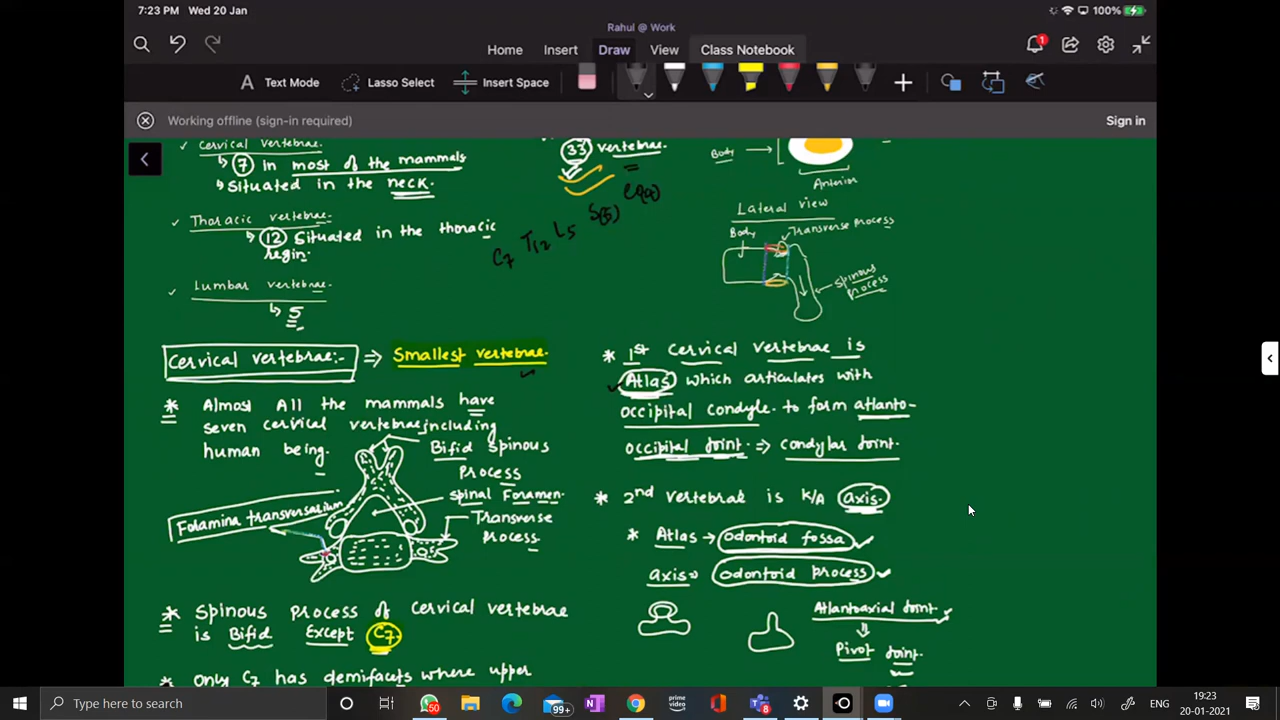 7:23 PM Wed 20 Jan
100%
Rahul @ Work
Home Insert Draw View Class Notebook
1
Text Mode Lasso Select Insert Space
Working offline (sign-in required) Sign in
Cervical vertebrae.
↳ 7 In most of the mammals
↳ Situated in the neck.
Thoracic vertebrae
↳ 12 Situated in the thoracic
regin.
Lumbar vertebrae.
↳ 5
33 vertebrae.
C7 T12 L5 S(5)
Body →
Anterior
Lateral view
Body
Transverse process
Spinous
process
Cervical vertebrae:- ⇒ Smallest vertebrae.
* Almost All the mammals have
seven cervical vertebrae including
human being.
Bifid spinous
Process
Spinal Foramen.
Transverse
Process
Foramina transversarium
* Spinous process of cervical vertebrae
is Bifid Except C7.
* Only C7 has demifacets where upper
* 1st Cervical vertebrae is
Atlas which articulates with
occipital condyle to form atlanto-
occipital joint. ⇒ condylar joint.
* 2nd vertebrae is K/A axis.
* Atlas → odontoid fossa
axis → odontoid process
Atlantoaxial joint
⇓
Pivot joint.
Type here to search
50
99+
8
ENG
19:23
20-01-2021